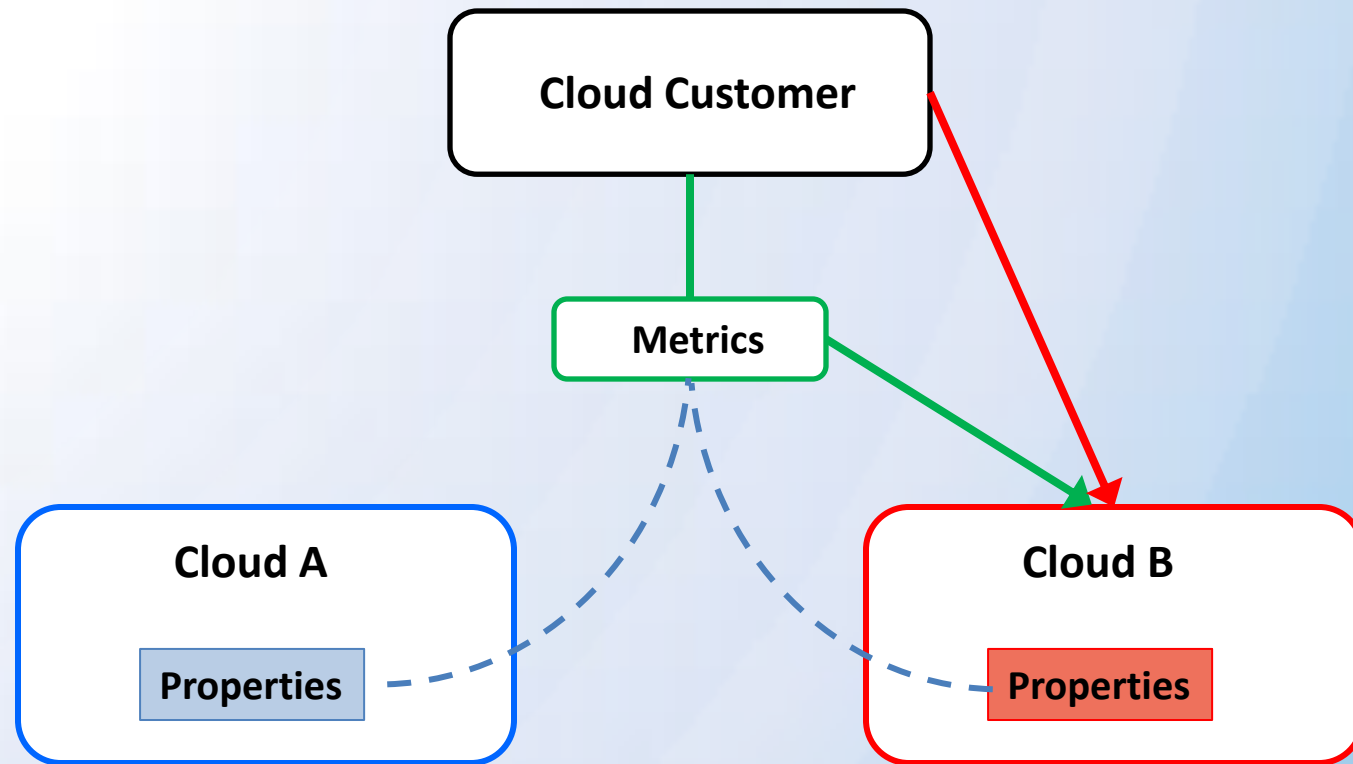 Cloud Customer
Metrics
Cloud A
Cloud B
Properties
Properties